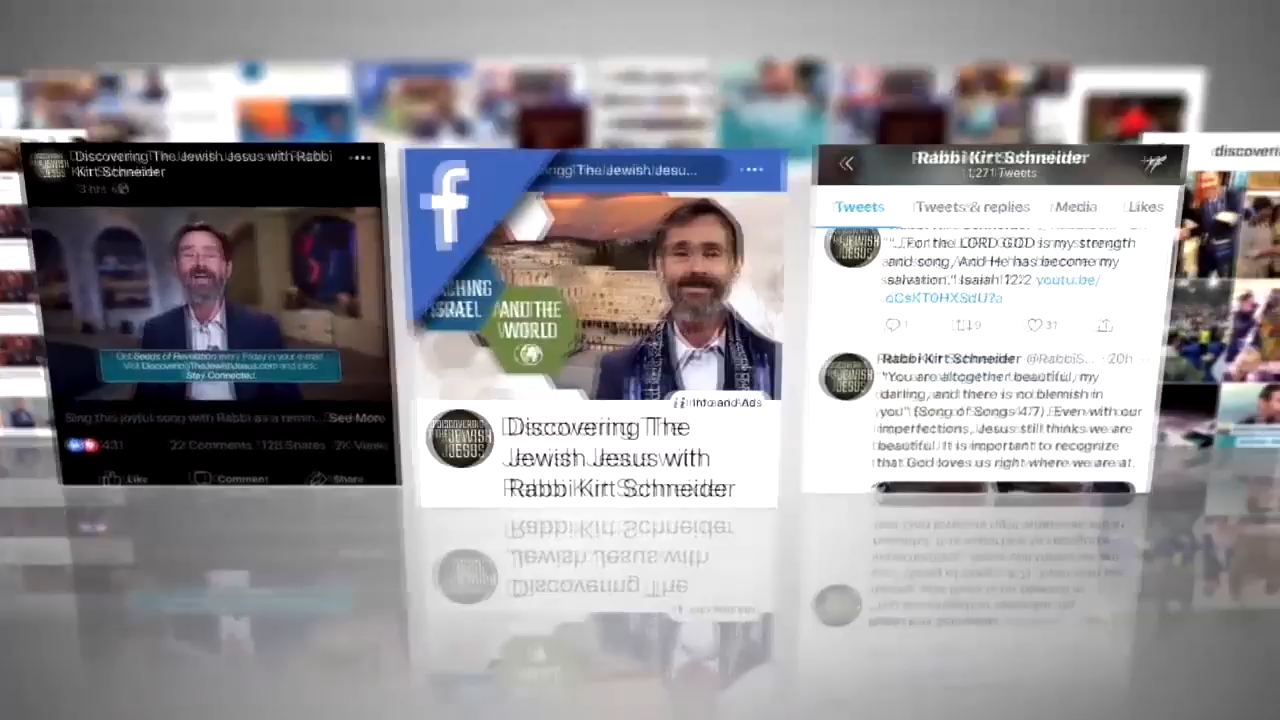 Discovering The Jewish Jesus with Rabbi
Kirt Schneider
3 hrs
Get Seeds of Revelation every Friday in your e-mail
Visit DiscoveringTheJewishJesus.com and click:
Stay Connected.
Sing this joyful song with Rabbi as a remin... See More
431
22 Comments 128 Shares 2K Views
Like Comment Share
f
ing The Jewish Jesu...
CHING
ISRAEL
AND THE
WORLD
Info and Ads
Discovering The
Jewish Jesus with
Rabbi Kirt Schneider
Rabbi Kirt Schneider
1,271 Tweets
Tweets Tweets & replies Media Likes
"...For the LORD GOD is my strength
and song, And He has become my
salvation." Isaiah 12:2 youtu.be/
1 9 31
Rabbi Kirt Schneider @RabbiS... · 20h
"You are altogether beautiful, my
darling, and there is no blemish in
you" (Song of Songs 4:7). Even with our
imperfections, Jesus still thinks we are
beautiful. It is important to recognize
that God loves us right where we are at.
discoveri